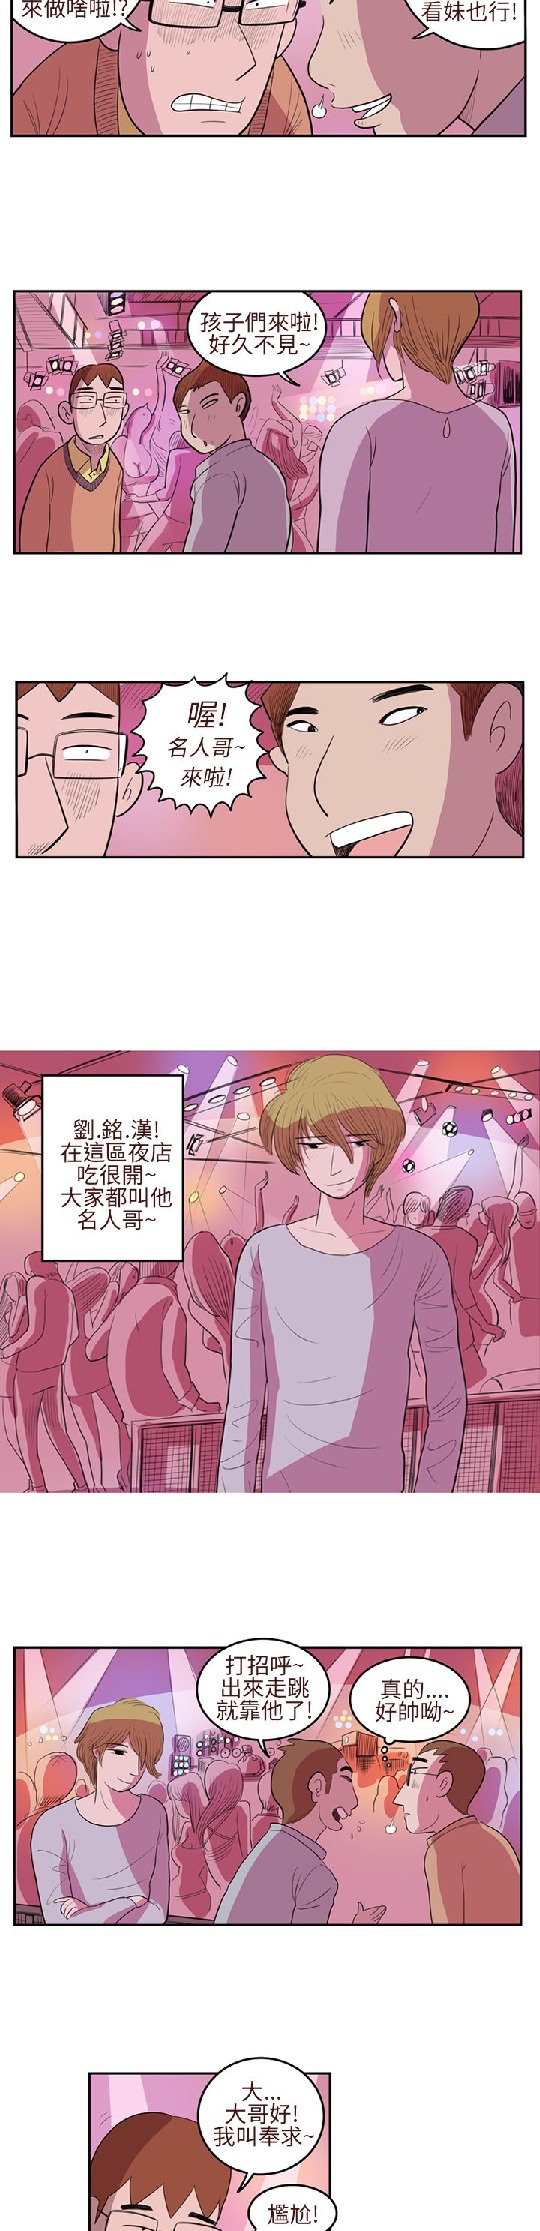 來做啥啦!?
看妹也行!
孩子們來啦!
好久不見~
喔!
名人哥~
來啦!
劉.銘.漢!
在這區夜店
吃很開~
大家都叫他
名人哥~
打招呼~
出來走跳
就靠他了!
真的....
好帥呦~
大...
大哥好!
我叫奉求~
尷尬!